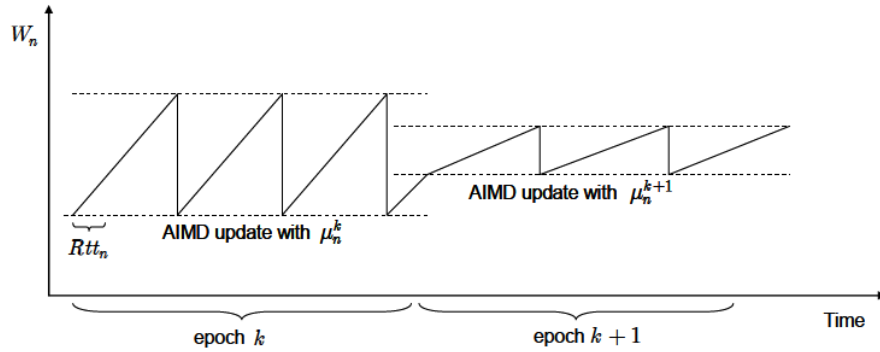 W_n
AIMD update with μ_n^{k+1}
AIMD update with μ_n^k
Rtt_n
Time
epoch k
epoch k + 1